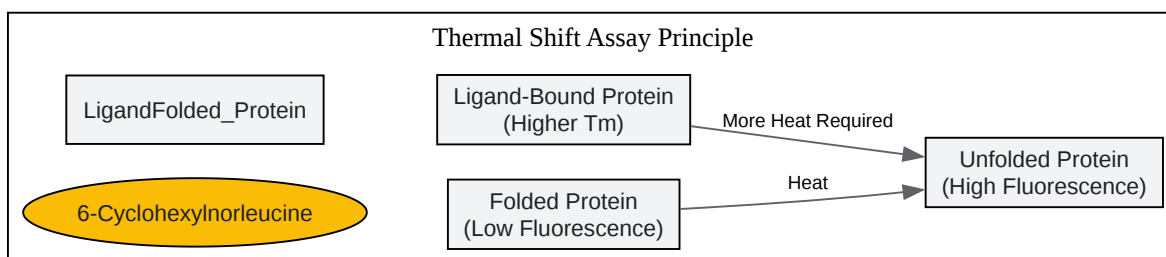 Thermal Shift Assay Principle
LigandFolded_Protein
6-Cyclohexylnorleucine
Ligand-Bound Protein
(Higher Tm)
More Heat Required
Folded Protein
(Low Fluorescence)
Heat
Unfolded Protein
(High Fluorescence)